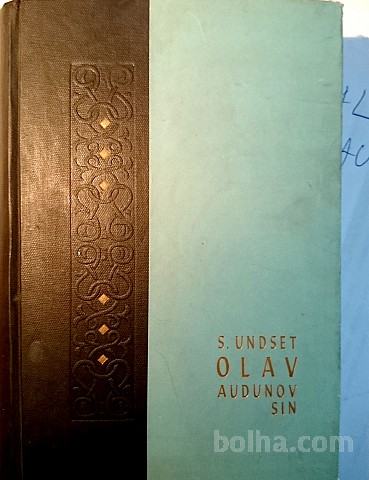 S. UNDSET
OLAV
AUDUNOV
SIN
bolha.com